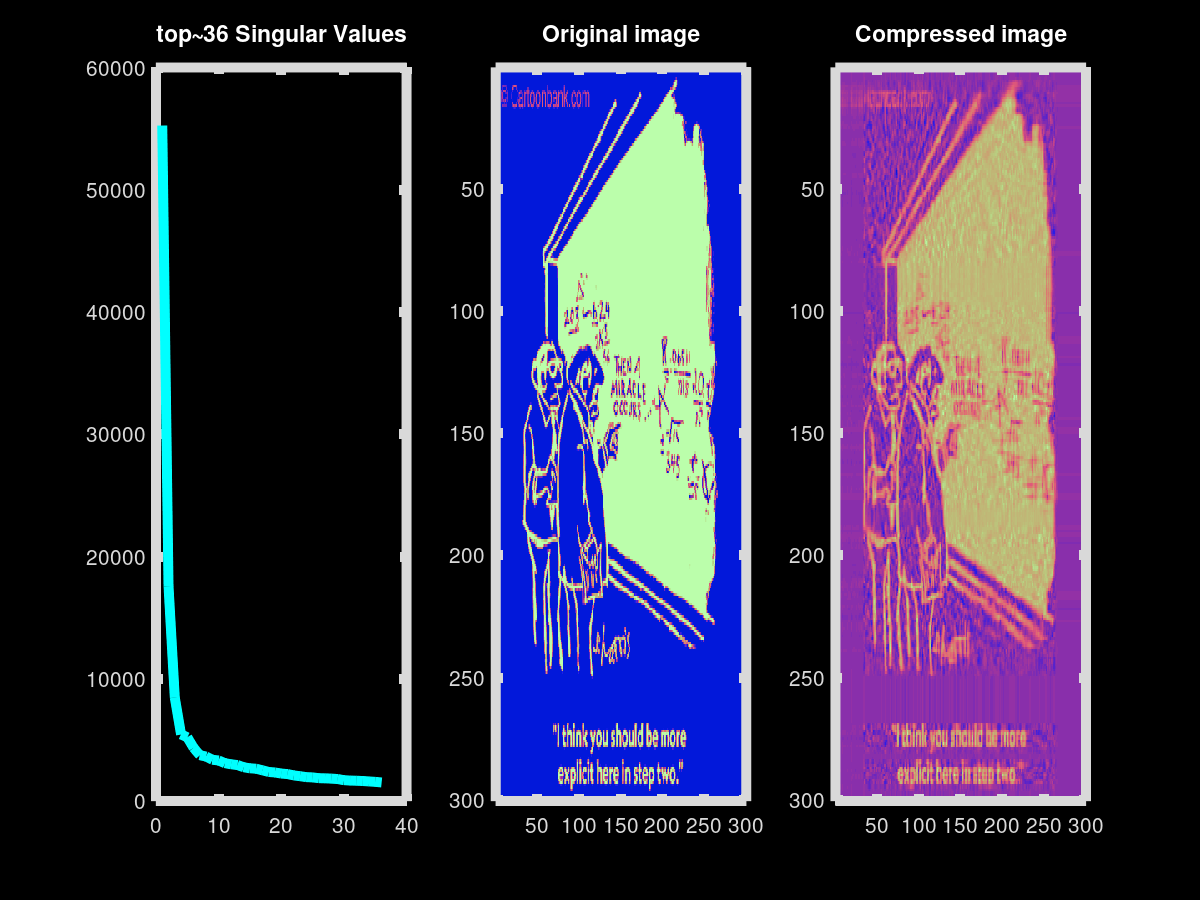 top~36 Singular Values
60000
50000
40000
30000
20000
10000
0
0 10 20 30 40
Original image
© Cartoonbank.com
THEN A
MIRACLE
OCCURS
"I think you should be more
explicit here in step two."
50
100
150
200
250
300
50 100 150 200 250 300
Compressed image
"I think you should be more
explicit here in step two."
50
100
150
200
250
300
50 100 150 200 250 300